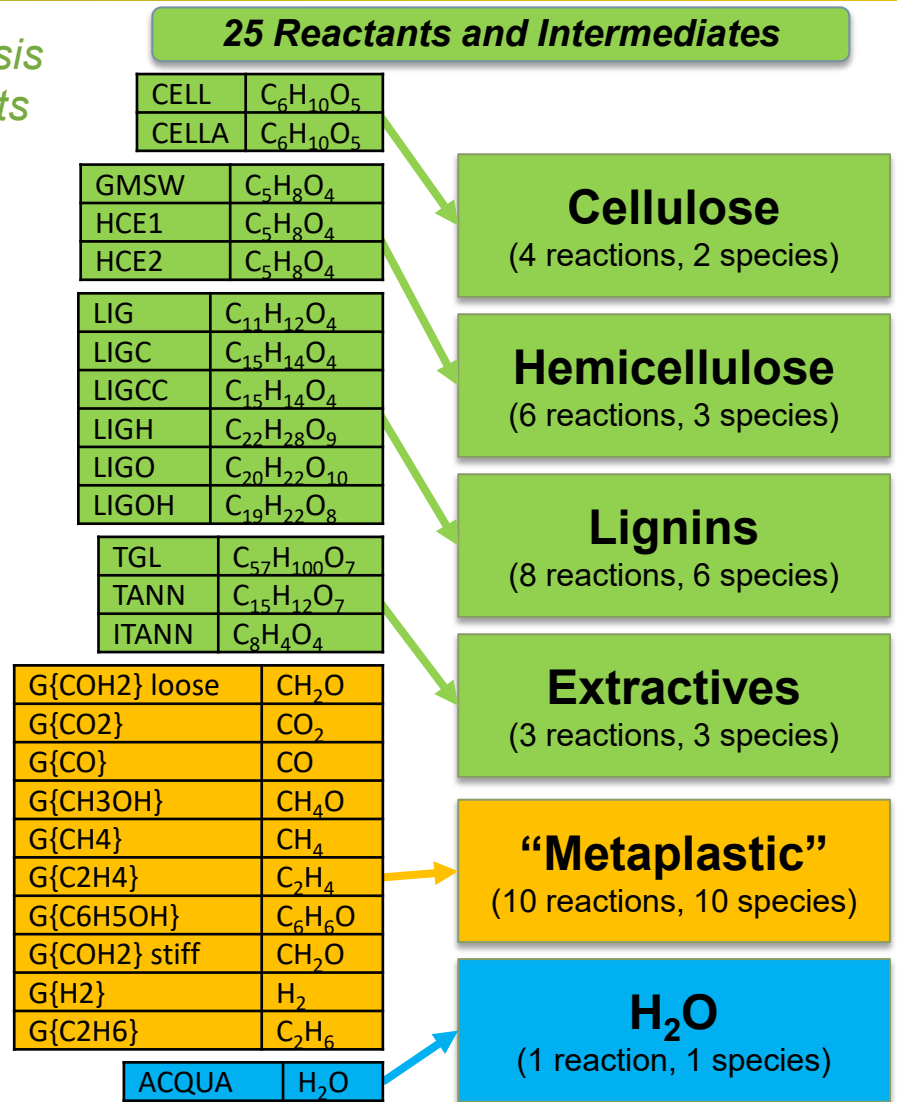 sis
ts
25 Reactants and Intermediates
CELL C₆H₁₀O₅
CELLA C₆H₁₀O₅
GMSW C₅H₈O₄
HCE1 C₅H₈O₄
HCE2 C₅H₈O₄
LIG C₁₁H₁₂O₄
LIGC C₁₅H₁₄O₄
LIGCC C₁₅H₁₄O₄
LIGH C₂₂H₂₈O₉
LIGO C₂₀H₂₂O₁₀
LIGOH C₁₉H₂₂O₈
TGL C₅₇H₁₀₀O₇
TANN C₁₅H₁₂O₇
ITANN C₈H₄O₄
G{COH2} loose CH₂O
G{CO2} CO₂
G{CO} CO
G{CH3OH} CH₄O
G{CH4} CH₄
G{C2H4} C₂H₄
G{C6H5OH} C₆H₆O
G{COH2} stiff CH₂O
G{H2} H₂
G{C2H6} C₂H₆
ACQUA H₂O
Cellulose
(4 reactions, 2 species)
Hemicellulose
(6 reactions, 3 species)
Lignins
(8 reactions, 6 species)
Extractives
(3 reactions, 3 species)
“Metaplastic”
(10 reactions, 10 species)
H₂O
(1 reaction, 1 species)